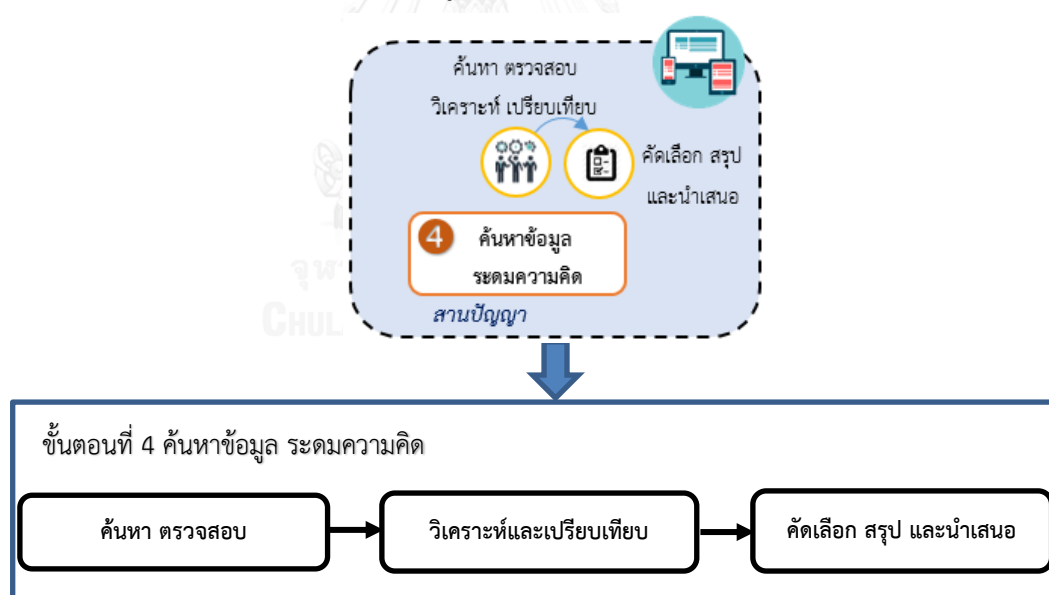 ค้นทา ตรวจสอบ
วิเคราะห์ เปรียบเทียบ
คัดเลือก สรุป
และนำเสนอ
4 ค้นหาข้อมูล
ระดมความคิด
จุฬา
CHUL
สานปัญญา
ขั้นตอนที่ 4 ค้นหาข้อมูล ระดมความคิด
ค้นหา ตรวจสอบ
วิเคราะห์และเปรียบเทียบ
คัดเลือก สรุป และนำเสนอ